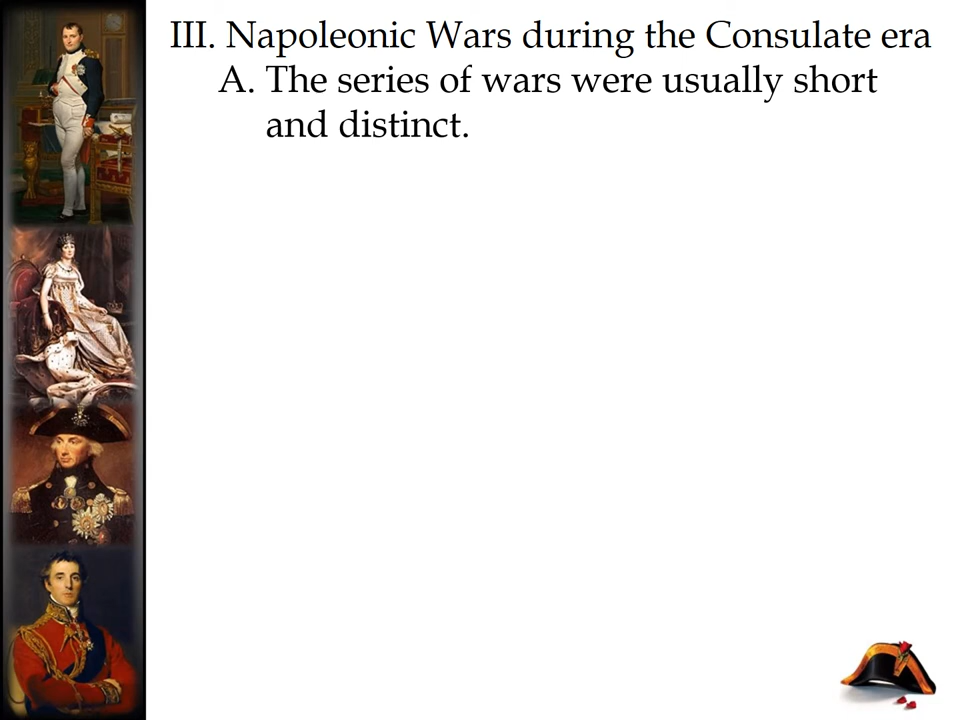 III. Napoleonic Wars during the Consulate era
A. The series of wars were usually short
and distinct.